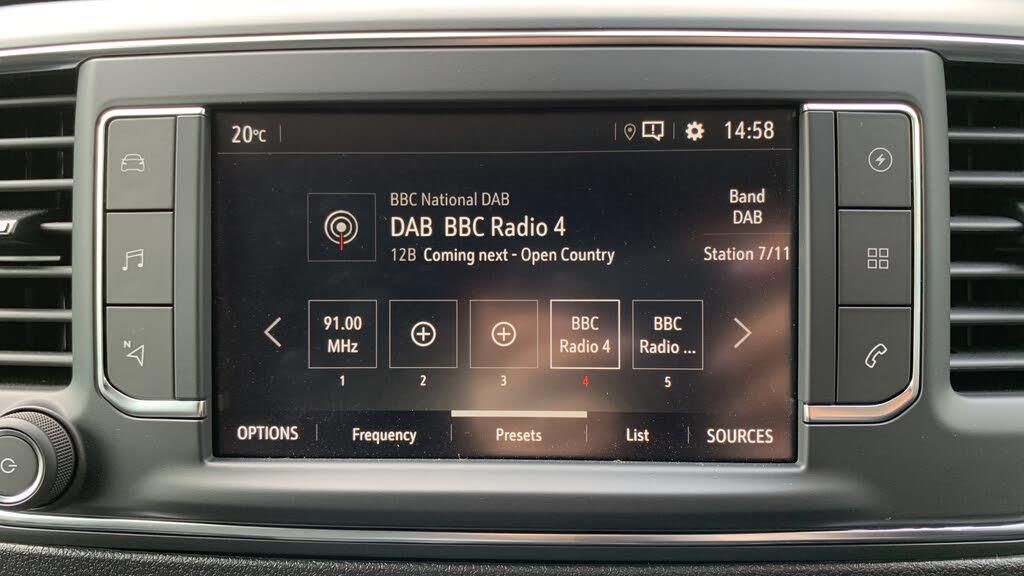 20°C
14:58
BBC National DAB
DAB BBC Radio 4
12B Coming next - Open Country
Band
DAB
Station 7/11
91.00
MHz
BBC
Radio 4
BBC
Radio ...
1
2
3
4
5
OPTIONS
Frequency
Presets
List
SOURCES
N